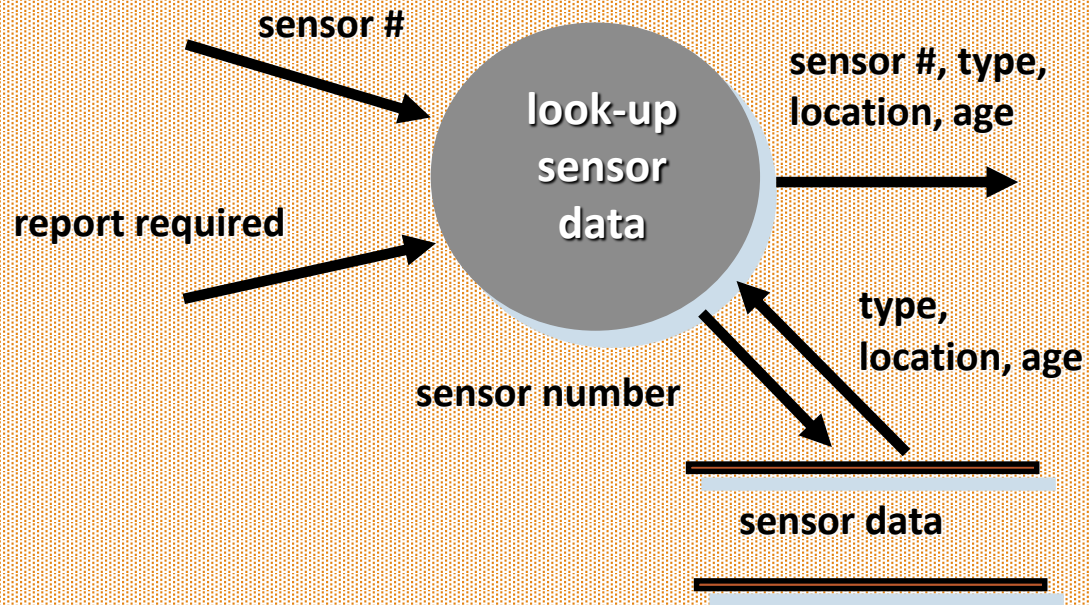 sensor #
sensor #, type,
location, age
look-up
sensor
data
report required
type,
location, age
sensor number
sensor data